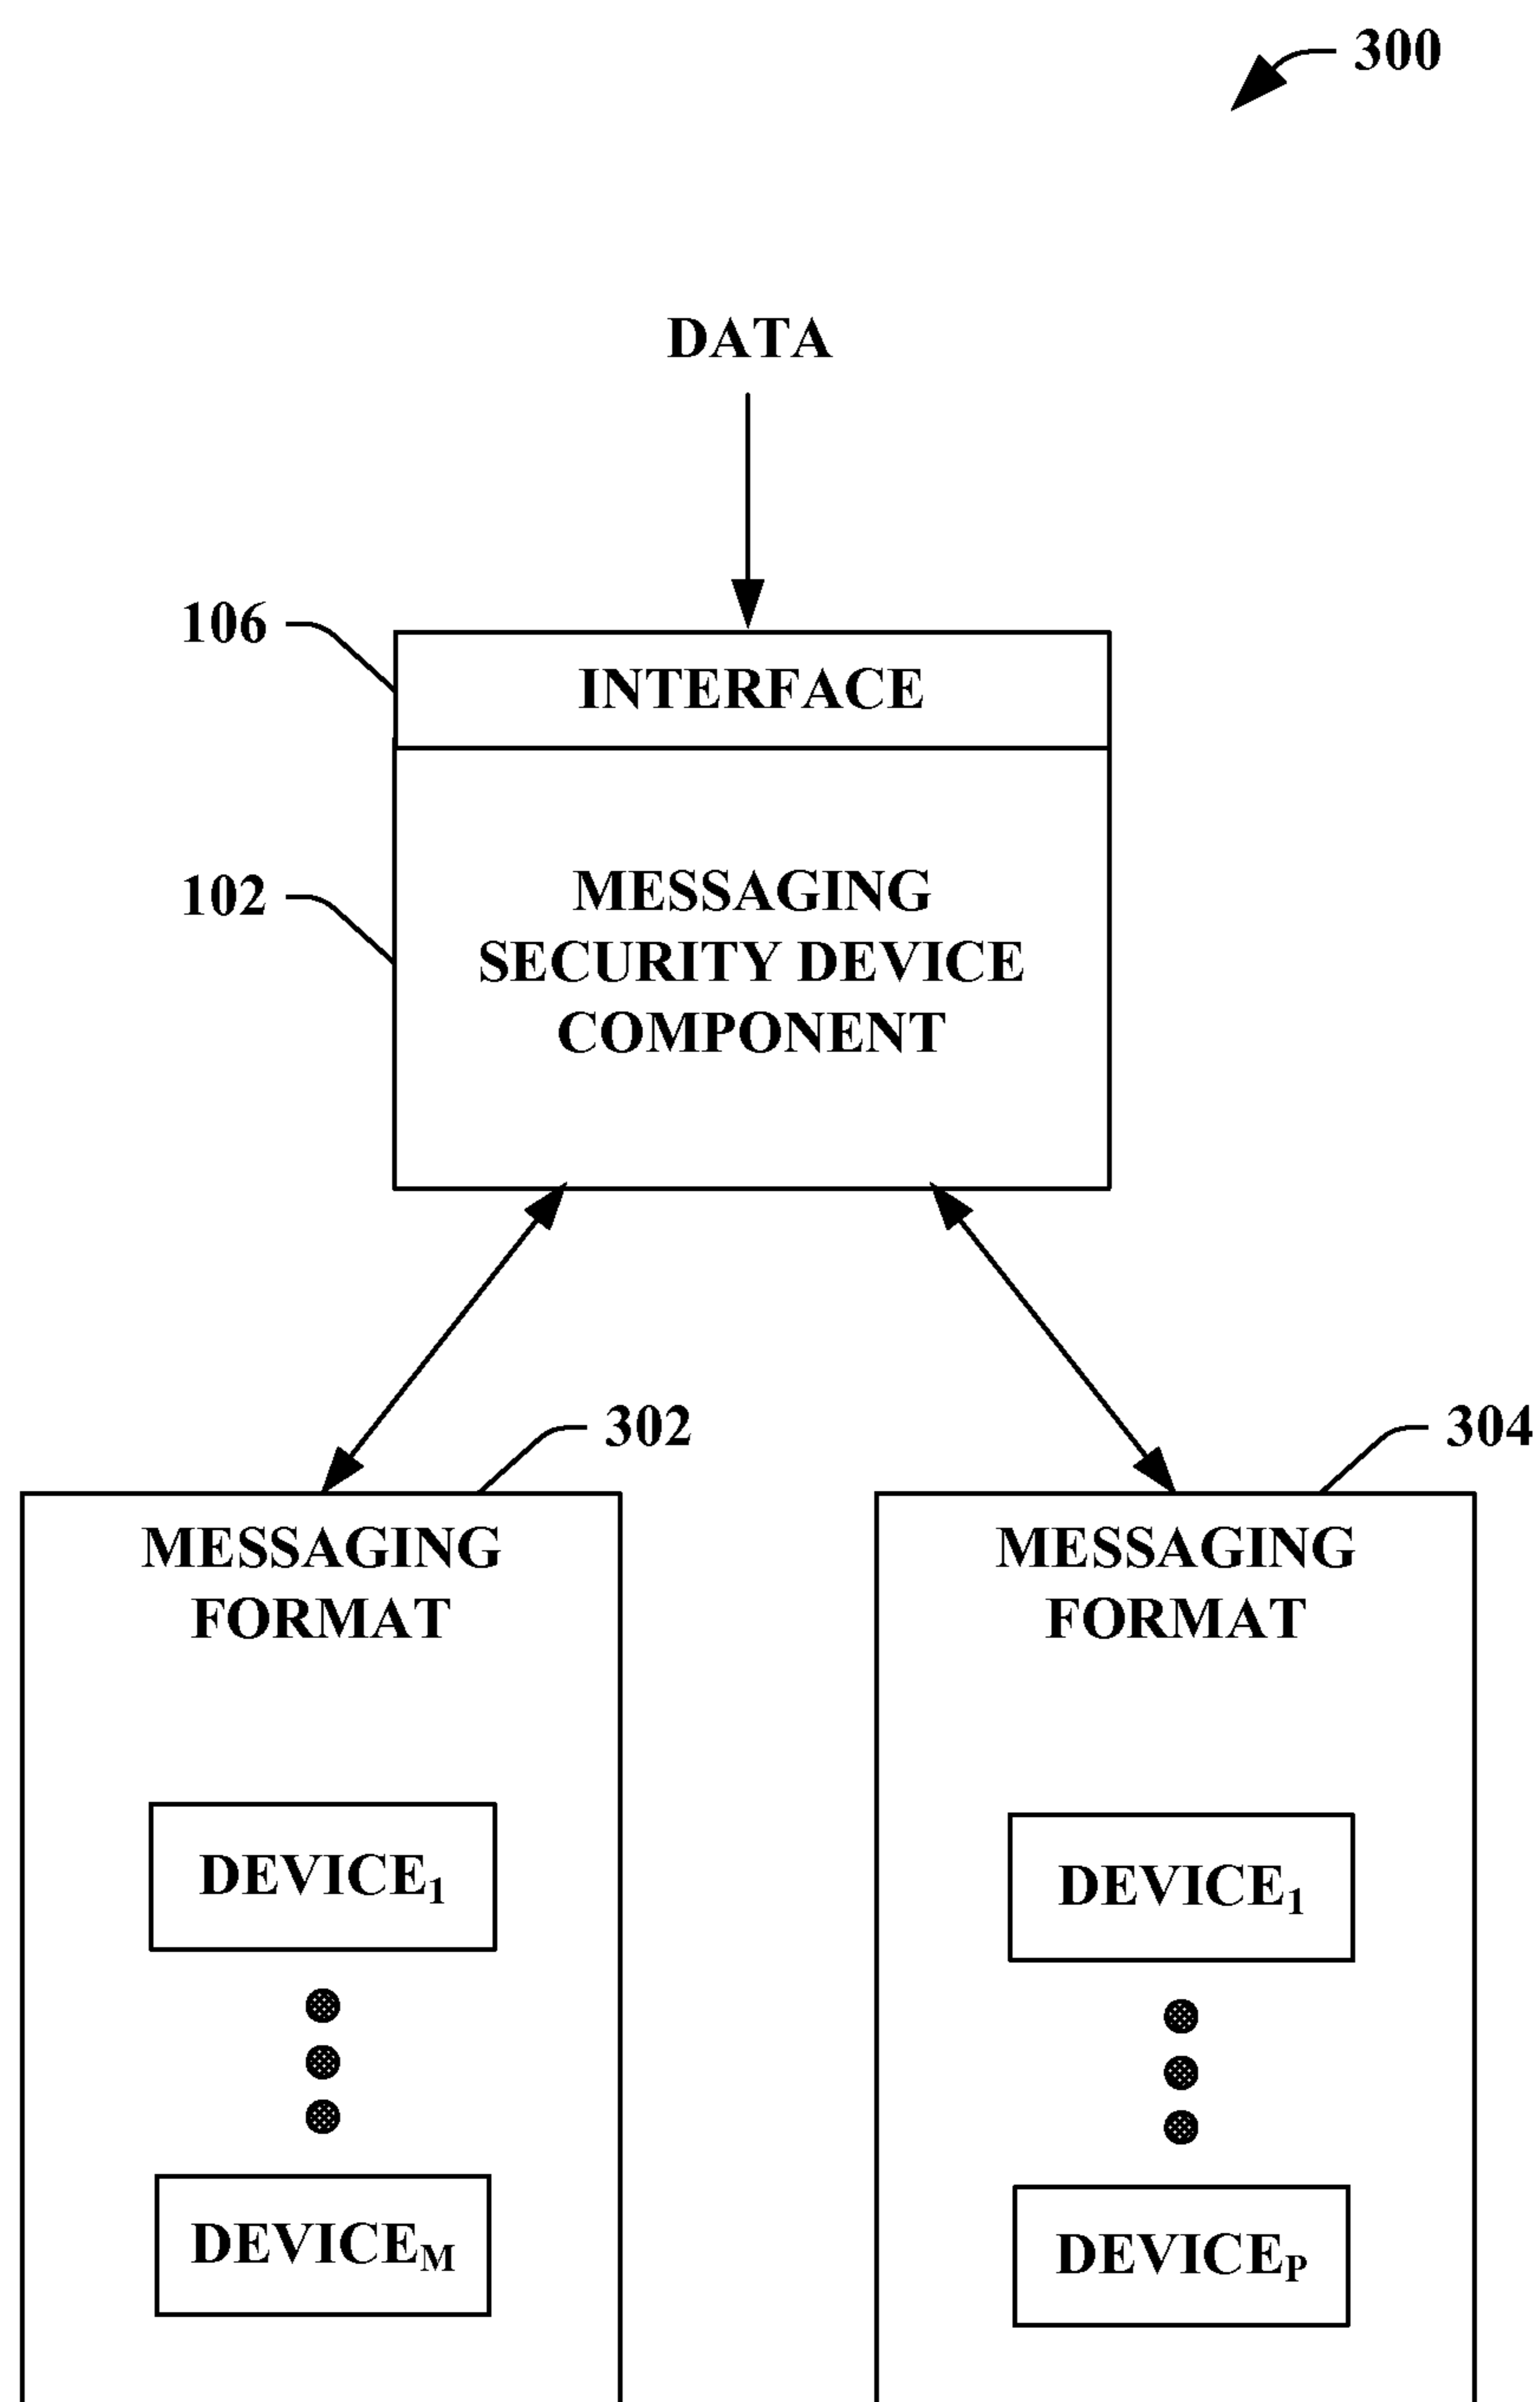 300
DATA
106
INTERFACE
102
MESSAGING
SECURITY DEVICE
COMPONENT
302
304
MESSAGING
FORMAT
DEVICE1
DEVICEM
MESSAGING
FORMAT
DEVICE1
DEVICEP